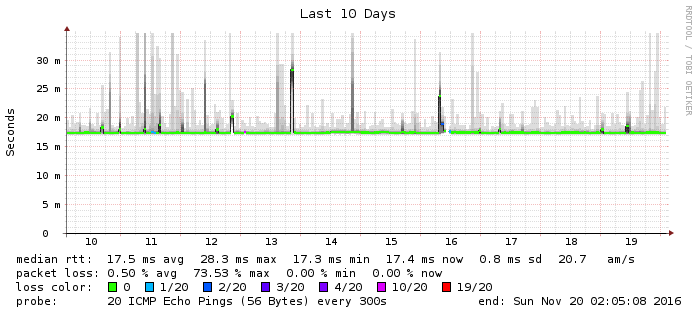 Last 10 Days
RRDTOOL / TOBI OETIKER
Seconds
30 m
25 m
20 m
15 m
10 m
5 m
0 m
10 11 12 13 14 15 16 17 18 19
median rtt: 17.5 ms avg 28.3 ms max 17.3 ms min 17.4 ms now 0.8 ms sd 20.7 am/s
packet loss: 0.50 % avg 73.53 % max 0.00 % min 0.00 % now
loss color: 0 1/20 2/20 3/20 4/20 10/20 19/20
probe: 20 ICMP Echo Pings (56 Bytes) every 300s end: Sun Nov 20 02:05:08 2016